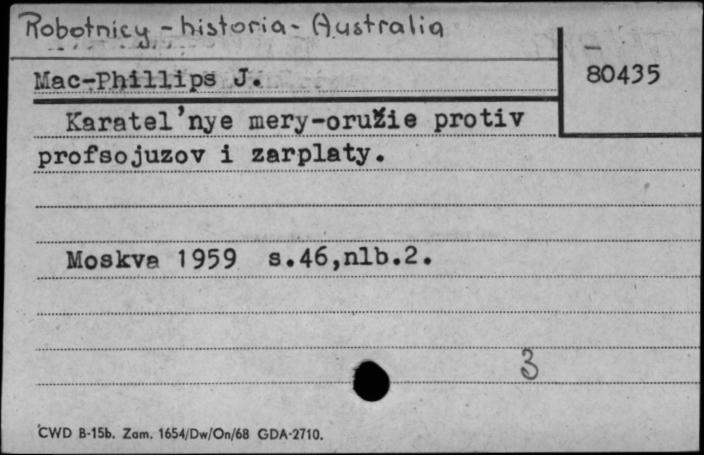 Robotnicy - historia - Australia
80435
Mac-Phillips J.
Karatel'nye mery-oružie protiv
profsojuzov i zarplaty.
Moskva 1959 s.46,nlb.2.
3
CWD B-15b. Zam. 1654/Dw/On/68 GDA-2710.